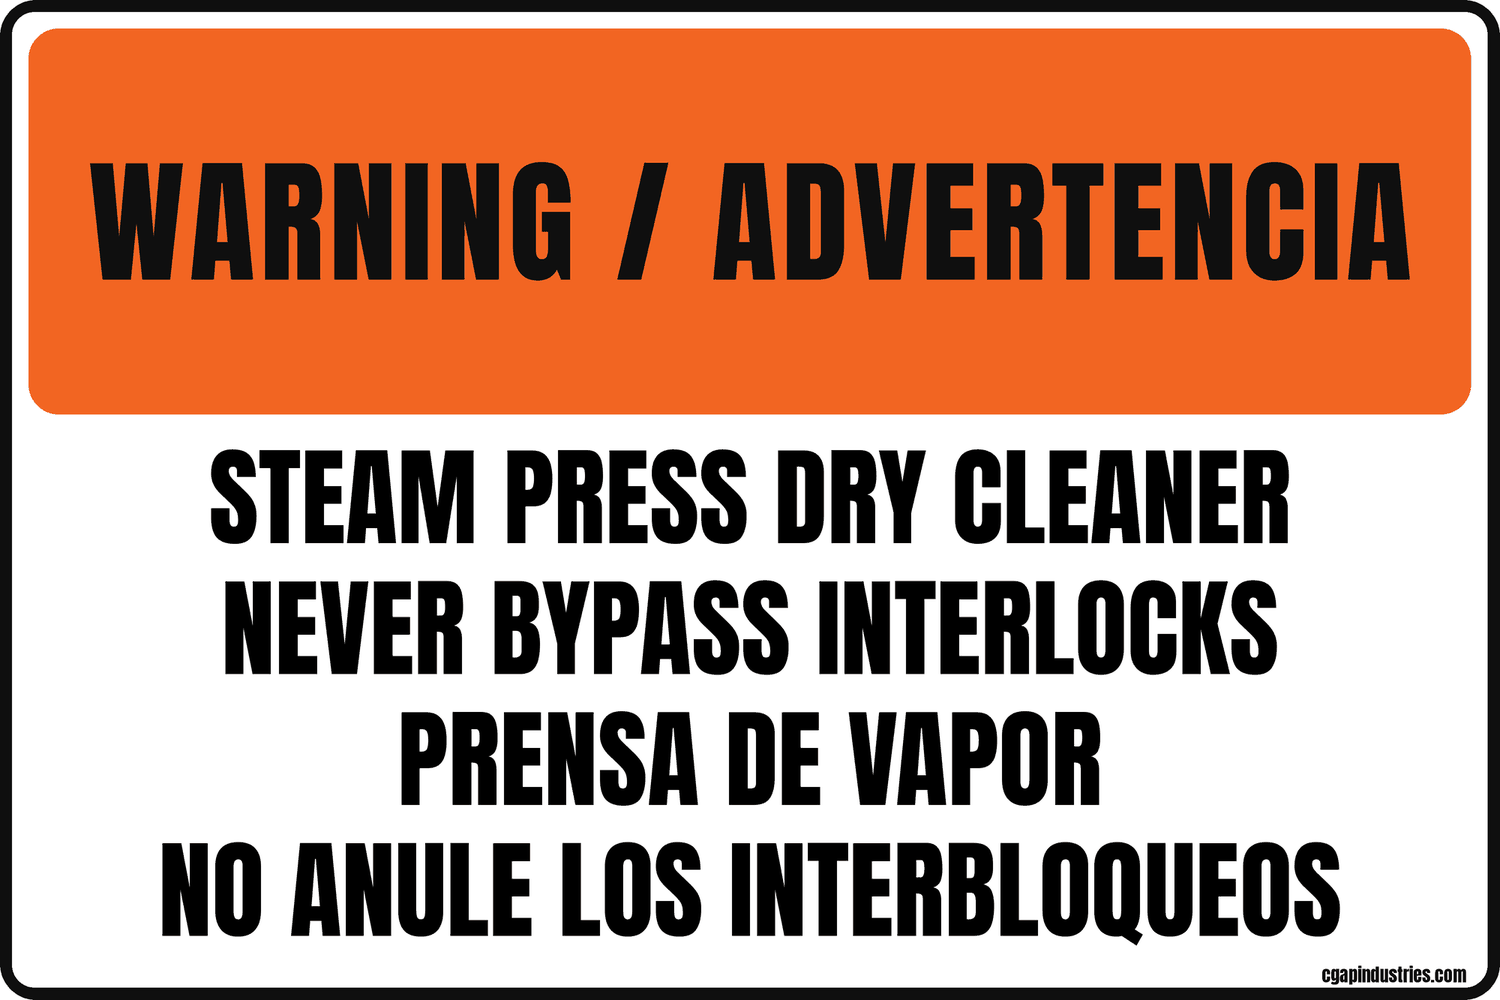 WARNING / ADVERTENCIA
STEAM PRESS DRY CLEANER
NEVER BYPASS INTERLOCKS
PRENSA DE VAPOR
NO ANULE LOS INTERBLOQUEOS
cgapindustries.com